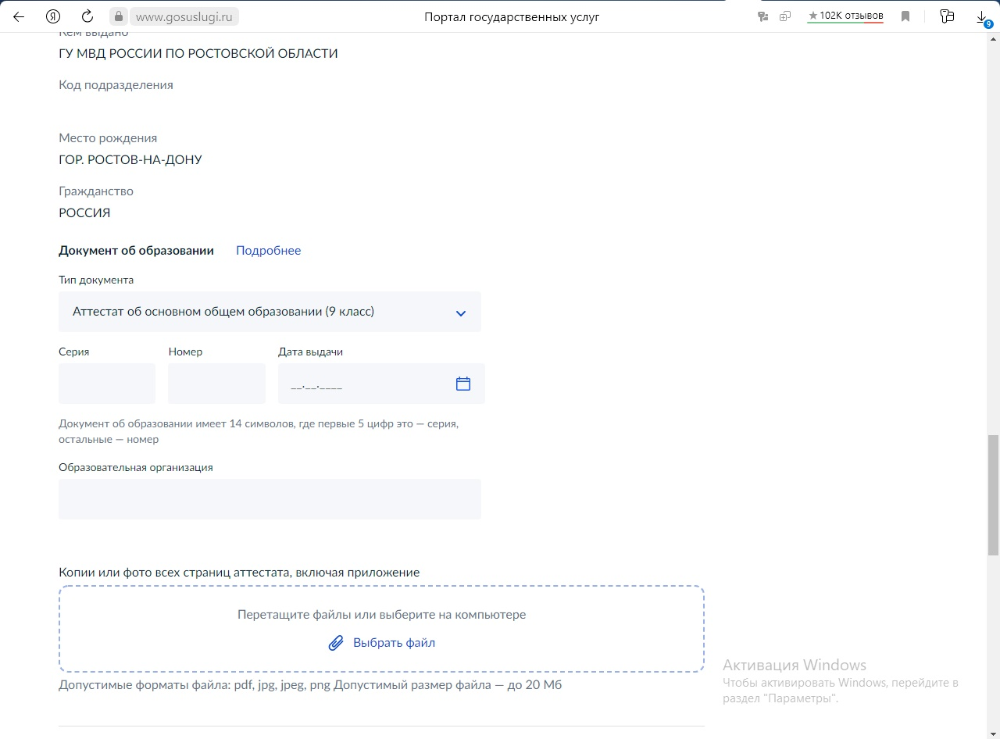 www.gosuslugi.ru
Портал государственных услуг
★ 102К отзывов
9
Кем выдано
ГУ МВД РОССИИ ПО РОСТОВСКОЙ ОБЛАСТИ
Код подразделения
Место рождения
ГОР. РОСТОВ-НА-ДОНУ
Гражданство
РОССИЯ
Документ об образовании Подробнее
Тип документа
Аттестат об основном общем образовании (9 класс)
Серия Номер Дата выдачи
__.__.____
Документ об образовании имеет 14 символов, где первые 5 цифр это — серия,
остальные — номер
Образовательная организация
Копии или фото всех страниц аттестата, включая приложение
Перетащите файлы или выберите на компьютере
Выбрать файл
Допустимые форматы файла: pdf, jpg, jpeg, png Допустимый размер файла — до 20 Мб
Активация Windows
Чтобы активировать Windows, перейдите в
раздел "Параметры".